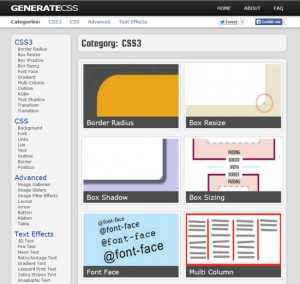 GENERATECSS
HOME ABOUT FAQ
Categories: CSS3 CSS Advanced Text Effects
CSS3
Border Radius
Box Resize
Box Shadow
Box Sizing
Font Face
Gradient
Multi Column
Outline
RGBA
Text Shadow
Transform
Transition
CSS
Background
Font
Links
List
Text
Outline
Border
Position
Advanced
Image Galleries
Image Sliders
Image Filter Effects
Layout
Arrow
Button
Ribbon
Table
Text Effects
3D Text
Fire Text
Neon Text
Retro/Vintage Text
Gradient Text
Leopard Print Text
Zebra Stripes Text
Anaglyphic Text
Category: CSS3
Border Radius
Box Resize
Box Shadow
PADDING
BORDER
WIDTH
HEIGHT
PADDING
Box Sizing
@font-face
@font-face
@font-face
@font-face
Font Face
Multi Column